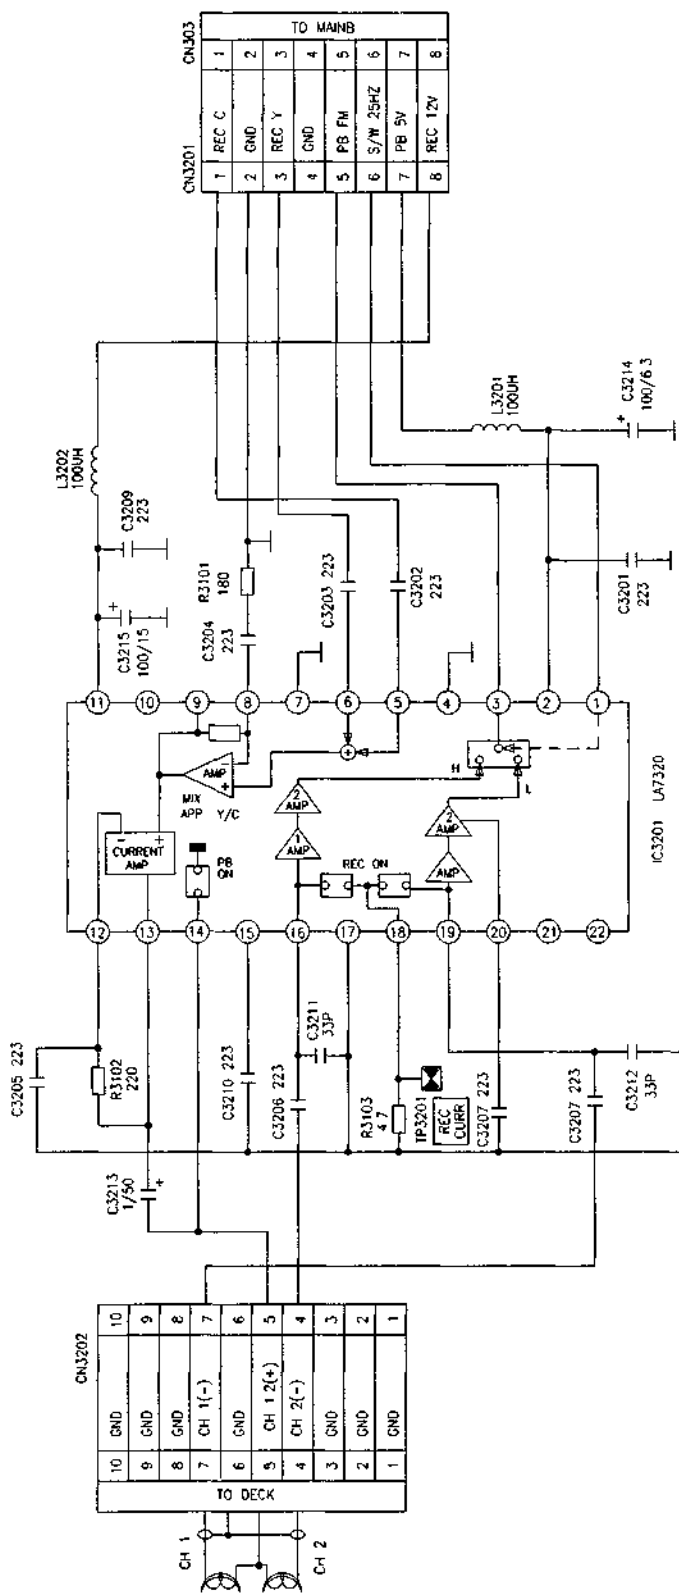 CN303
CN3201
TO MAINB
1 REC C 1
2 GND 2
3 REC Y 3
4 GND 4
5 PB FM 5
6 S/W 25HZ 6
7 PB 5V 7
8 REC 12V 8
L3202
100UH
C3209
223
C3215
100/15
R3101
180
C3204
223
C3203 223
C3202
223
L3201
100UH
C3214
100/6 3
C3201
223
11
10
9
8
7
6
5
4
3
2
1
AMP
MIX
APP Y/C
CURRENT
AMP
PB
ON
2
AMP
1
AMP
REC ON
H
L
2
AMP
AMP
IC3201 LA7320
12
13
14
15
16
17
18
19
20
21
22
C3205 223
R3102
220
C3213
1/50
C3210 223
C3206 223
C3211
33P
R3103
4 7
TP3201
REC
CURR
C3207 223
C3207 223
C3212
33P
CN3202
10 GND 10
9 GND 9
8 GND 8
7 CH 1(-) 7
6 GND 6
5 CH 1 2(+) 5
4 CH 2(-) 4
3 GND 3
2 GND 2
1 GND 1
TO DECK
CH 1
CH 2